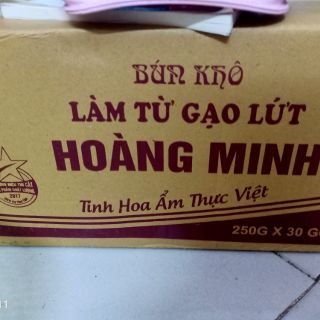 BÚN KHÔ
LÀM TỪ GẠO LỨT
HOÀNG MINH
Tinh Hoa Ẩm Thực Việt
250G X 30 G